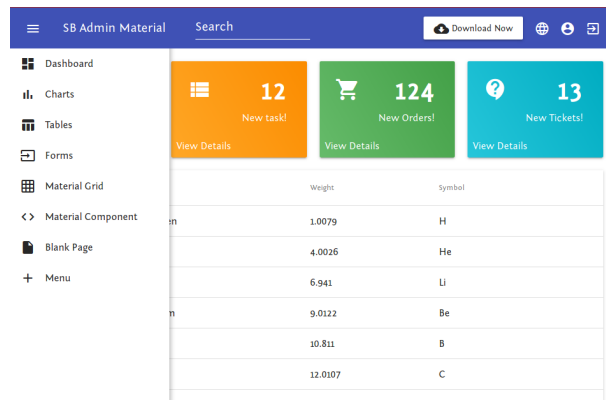 SB Admin Material
Search
Download Now
Dashboard
Charts
Tables
Forms
Material Grid
Material Component
Blank Page
Menu
12
New task!
View Details
124
New Orders!
View Details
13
New Tickets!
View Details
Weight Symbol
en 1.0079 H
4.0026 He
6.941 Li
m 9.0122 Be
10.811 B
12.0107 C